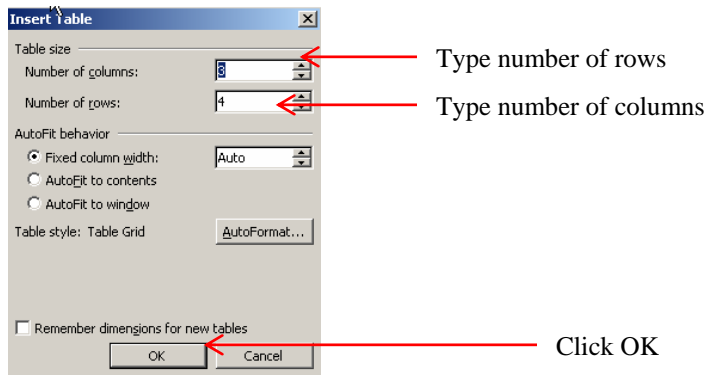 Insert Table
Table size
Number of columns: 3
Type number of rows
Number of rows: 4
Type number of columns
AutoFit behavior
Fixed column width: Auto
AutoFit to contents
AutoFit to window
Table style: Table Grid AutoFormat...
Remember dimensions for new tables
OK Cancel
Click OK